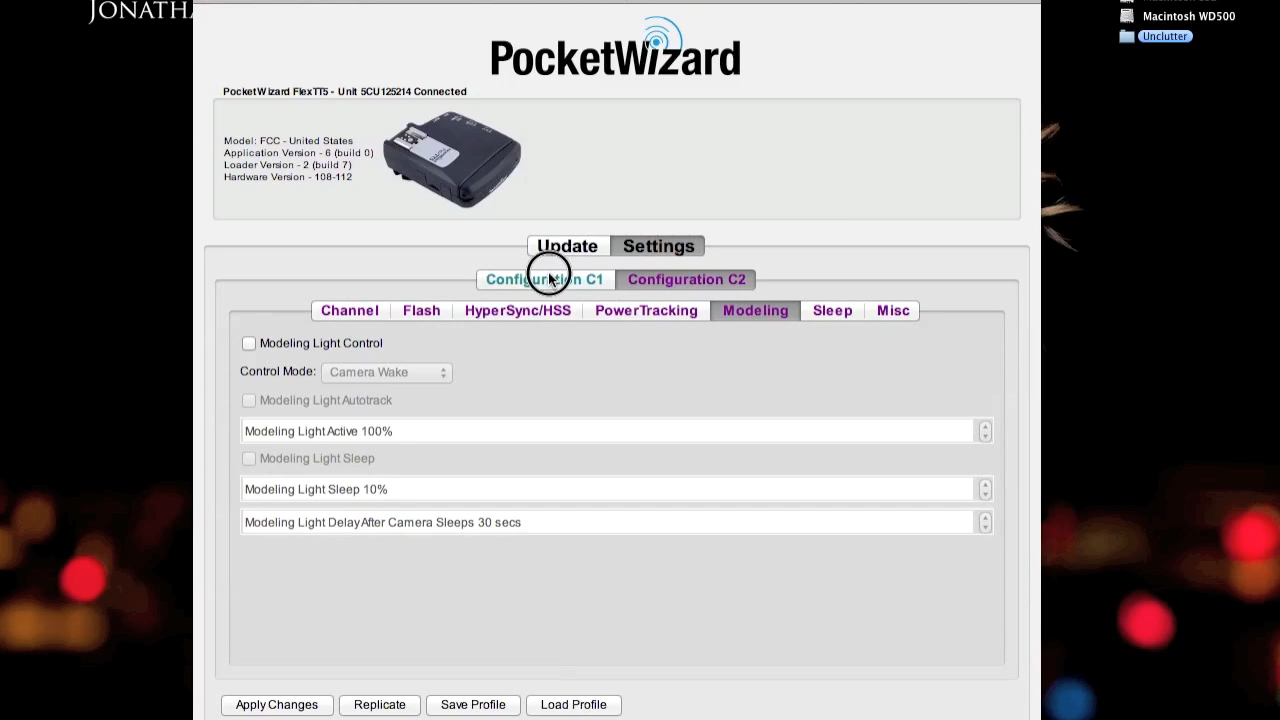 JONATHA
Macintosh WD500
Unclutter
PocketWizard
PocketWizard FlexTT5 - Unit 5CU125214 Connected
Model: FCC - United States
Application Version - 6 (build 0)
Loader Version - 2 (build 7)
Hardware Version - 108-112
Update Settings
Configuration C1 Configuration C2
Channel Flash HyperSync/HSS PowerTracking Modeling Sleep Misc
Modeling Light Control
Control Mode: Camera Wake
Modeling Light Autotrack
Modeling Light Active 100%
Modeling Light Sleep
Modeling Light Sleep 10%
Modeling Light Delay After Camera Sleeps 30 secs
Apply Changes Replicate Save Profile Load Profile